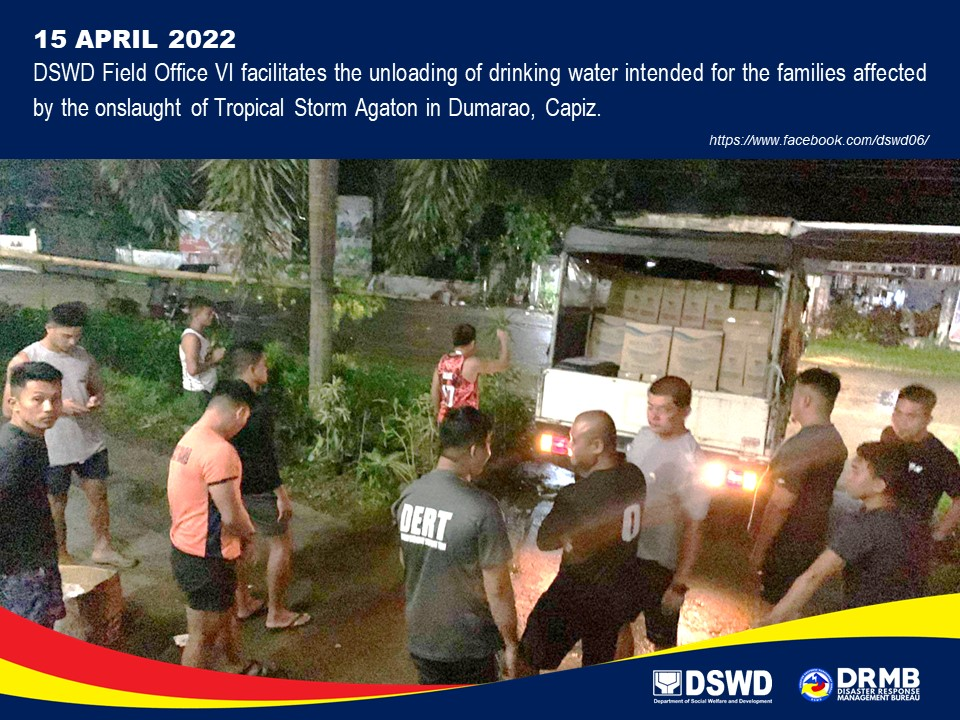 15 APRIL 2022
DSWD Field Office VI facilitates the unloading of drinking water intended for the families affected
by the onslaught of Tropical Storm Agaton in Dumarao, Capiz.
https://www.facebook.com/dswd06/
DERT
0
DSWD
Department of Social Welfare and Development
DRMB
DISASTER RESPONSE
MANAGEMENT BUREAU